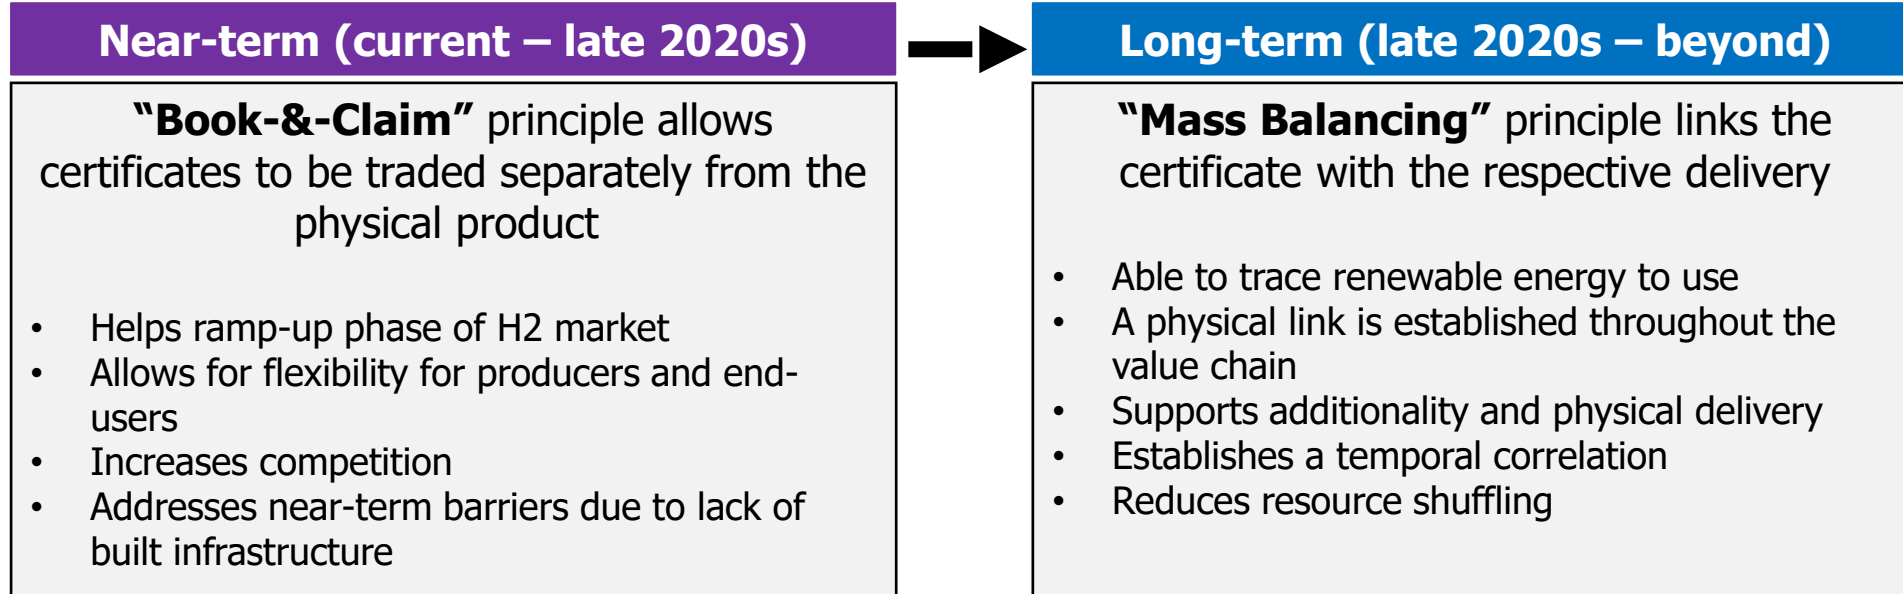 Near-term (current – late 2020s)
“Book-&-Claim” principle allows
certificates to be traded separately from the
physical product
• Helps ramp-up phase of H2 market
• Allows for flexibility for producers and end-
users
• Increases competition
• Addresses near-term barriers due to lack of
built infrastructure
Long-term (late 2020s – beyond)
“Mass Balancing” principle links the
certificate with the respective delivery
• Able to trace renewable energy to use
• A physical link is established throughout the
value chain
• Supports additionality and physical delivery
• Establishes a temporal correlation
• Reduces resource shuffling